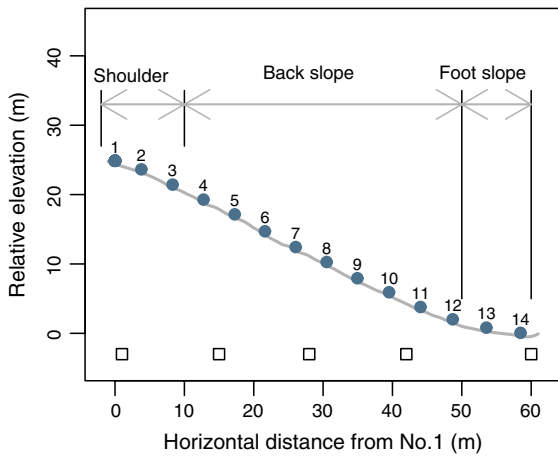 Shoulder Back slope Foot slope
1 2 3 4 5 6 7 8 9 10 11 12 13 14
40
30
20
10
0
Relative elevation (m)
0 10 20 30 40 50 60
Horizontal distance from No.1 (m)